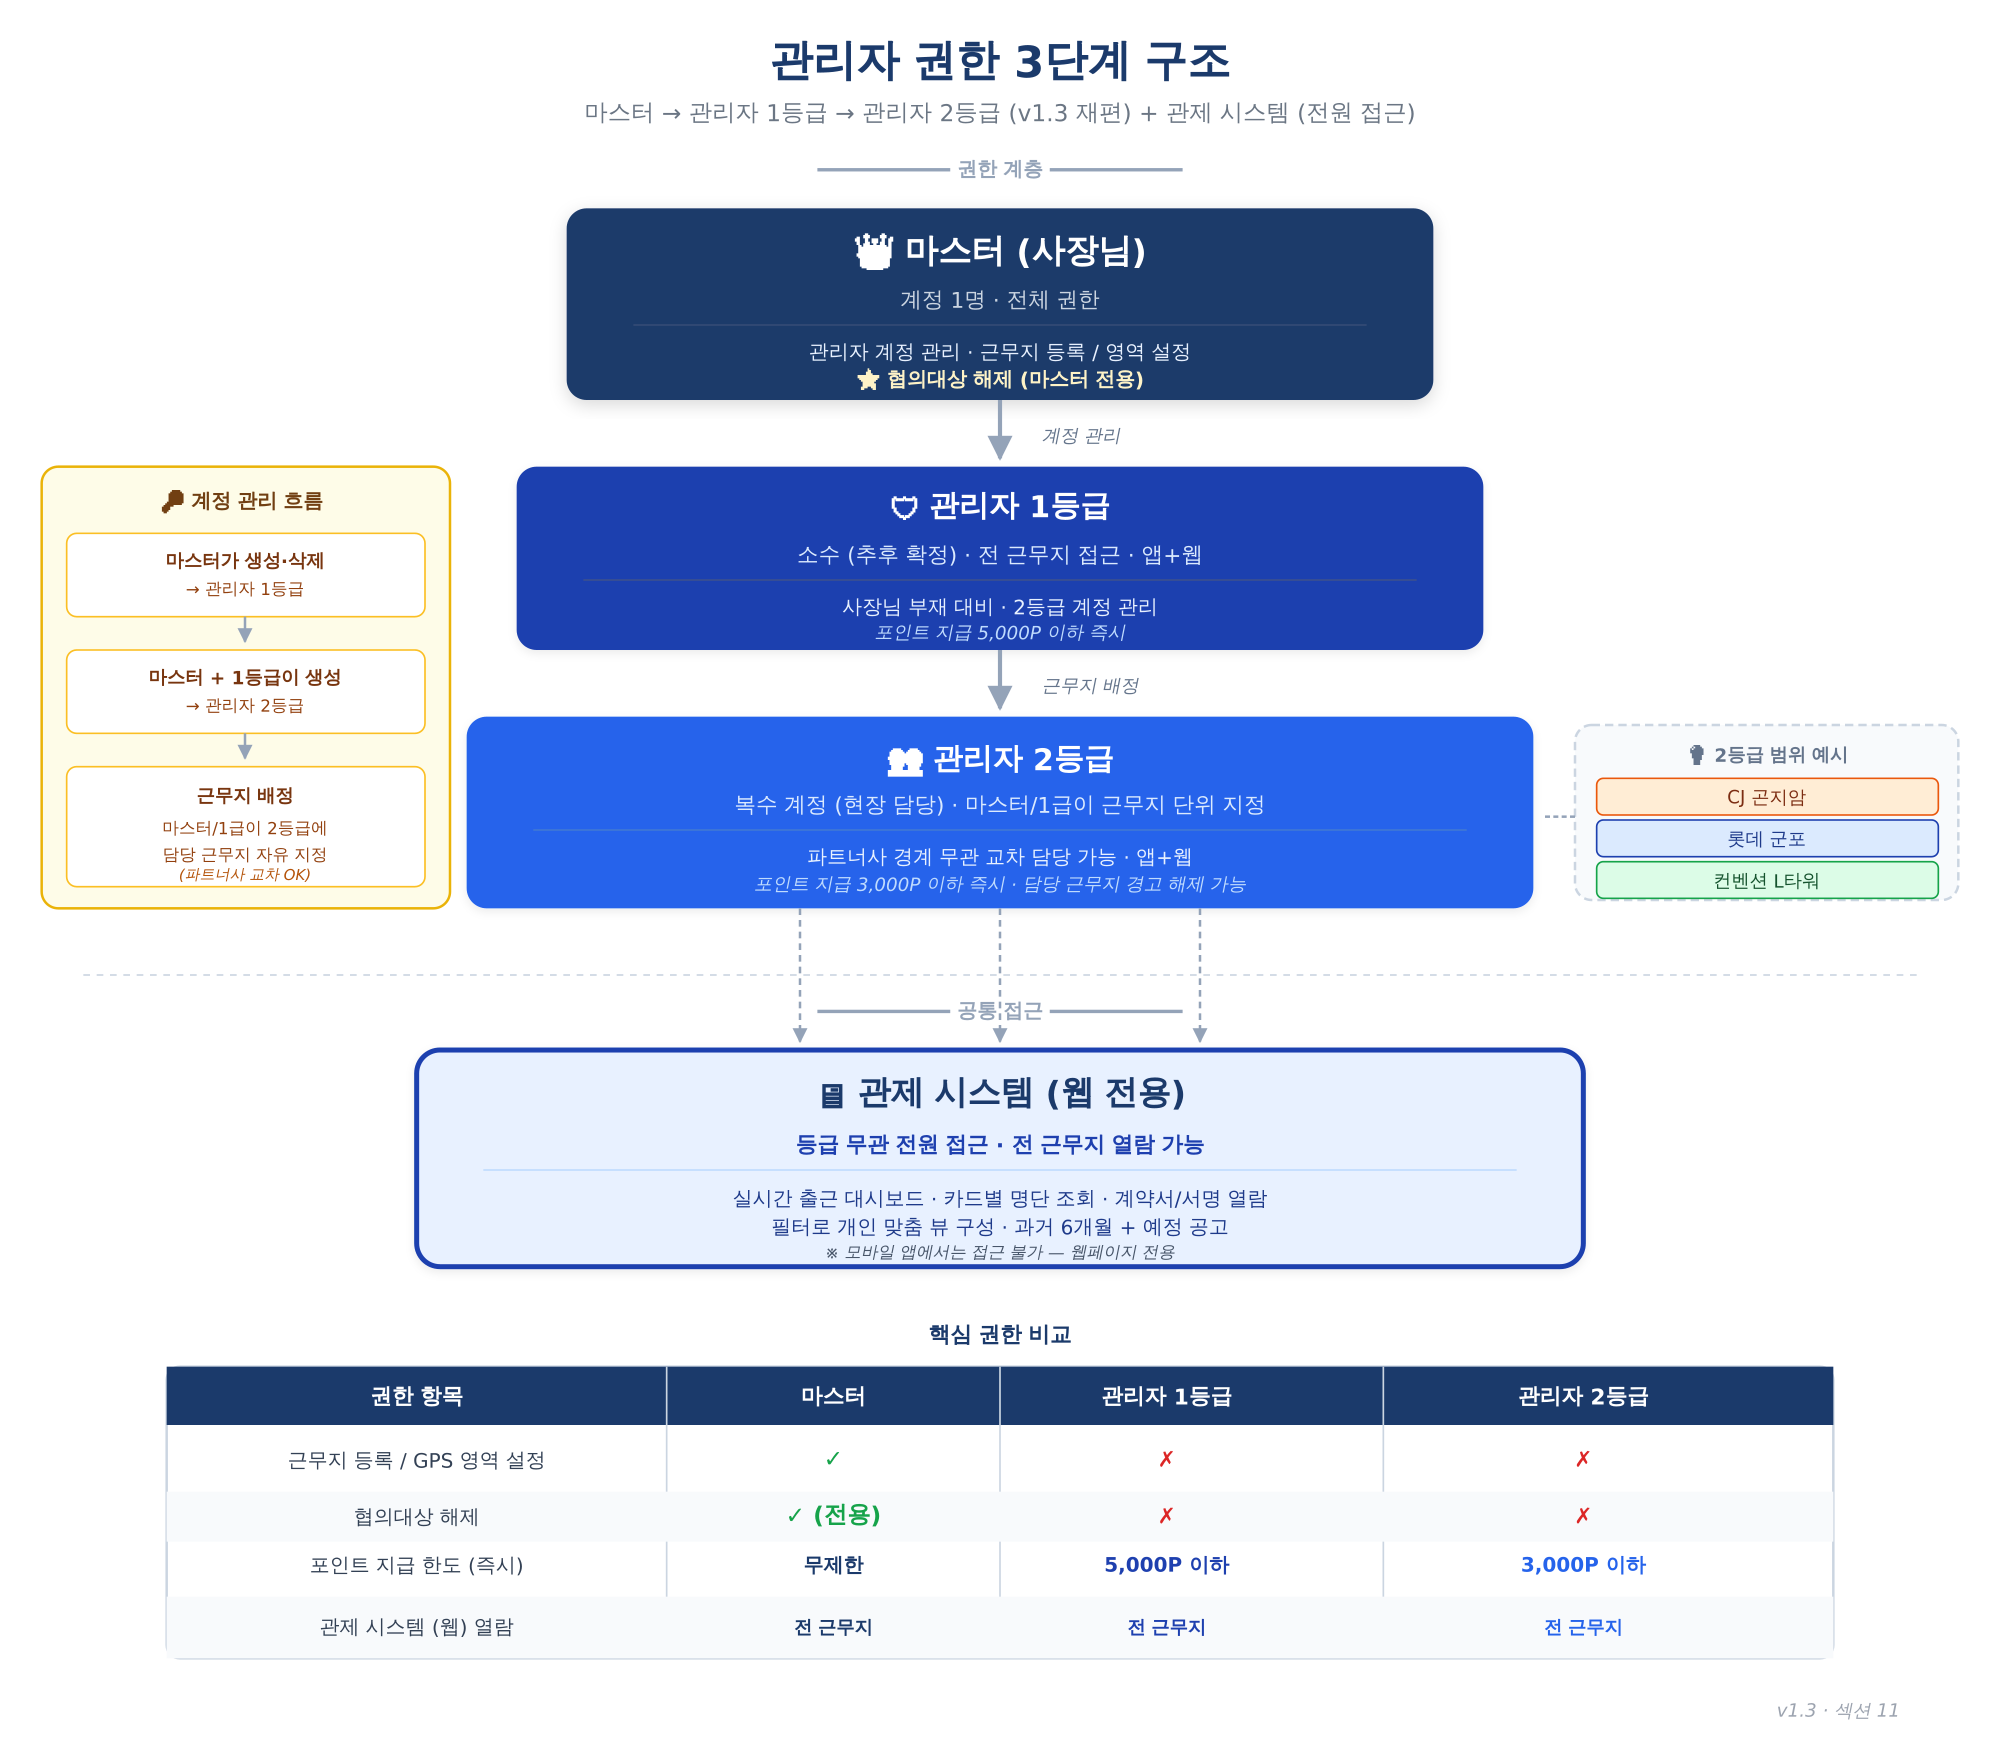 관리자 권한 3단계 구조
마스터 → 관리자 1등급 → 관리자 2등급 (v1.3 재편) + 관제 시스템 (전원 접근)
권한 계층
마스터 (사장님)
계정 1명 · 전체 권한
관리자 계정 관리 · 근무지 등록 / 영역 설정
⭐ 협의대상 해제 (마스터 전용)
계정 관리
관리자 1등급
소수 (추후 확정) · 전 근무지 접근 · 앱+웹
사장님 부재 대비 · 2등급 계정 관리
포인트 지급 5,000P 이하 즉시
근무지 배정
계정 관리 흐름
마스터가 생성·삭제
→ 관리자 1등급
마스터 + 1등급이 생성
→ 관리자 2등급
근무지 배정
마스터/1급이 2등급에
담당 근무지 자유 지정
(파트너사 교차 OK)
관리자 2등급
복수 계정 (현장 담당) · 마스터/1급이 근무지 단위 지정
파트너사 경계 무관 교차 담당 가능 · 앱+웹
포인트 지급 3,000P 이하 즉시 · 담당 근무지 경고 해제 가능
2등급 범위 예시
CJ 곤지암
롯데 군포
컨벤션 L타워
공통 접근
관제 시스템 (웹 전용)
등급 무관 전원 접근 · 전 근무지 열람 가능
실시간 출근 대시보드 · 카드별 명단 조회 · 계약서/서명 열람
필터로 개인 맞춤 뷰 구성 · 과거 6개월 + 예정 공고
※ 모바일 앱에서는 접근 불가 — 웹페이지 전용
핵심 권한 비교
권한 항목 마스터 관리자 1등급 관리자 2등급
근무지 등록 / GPS 영역 설정 ✓ ✗ ✗
협의대상 해제 ✓ (전용) ✗ ✗
포인트 지급 한도 (즉시) 무제한 5,000P 이하 3,000P 이하
관제 시스템 (웹) 열람 전 근무지 전 근무지 전 근무지
v1.3 · 섹션 11